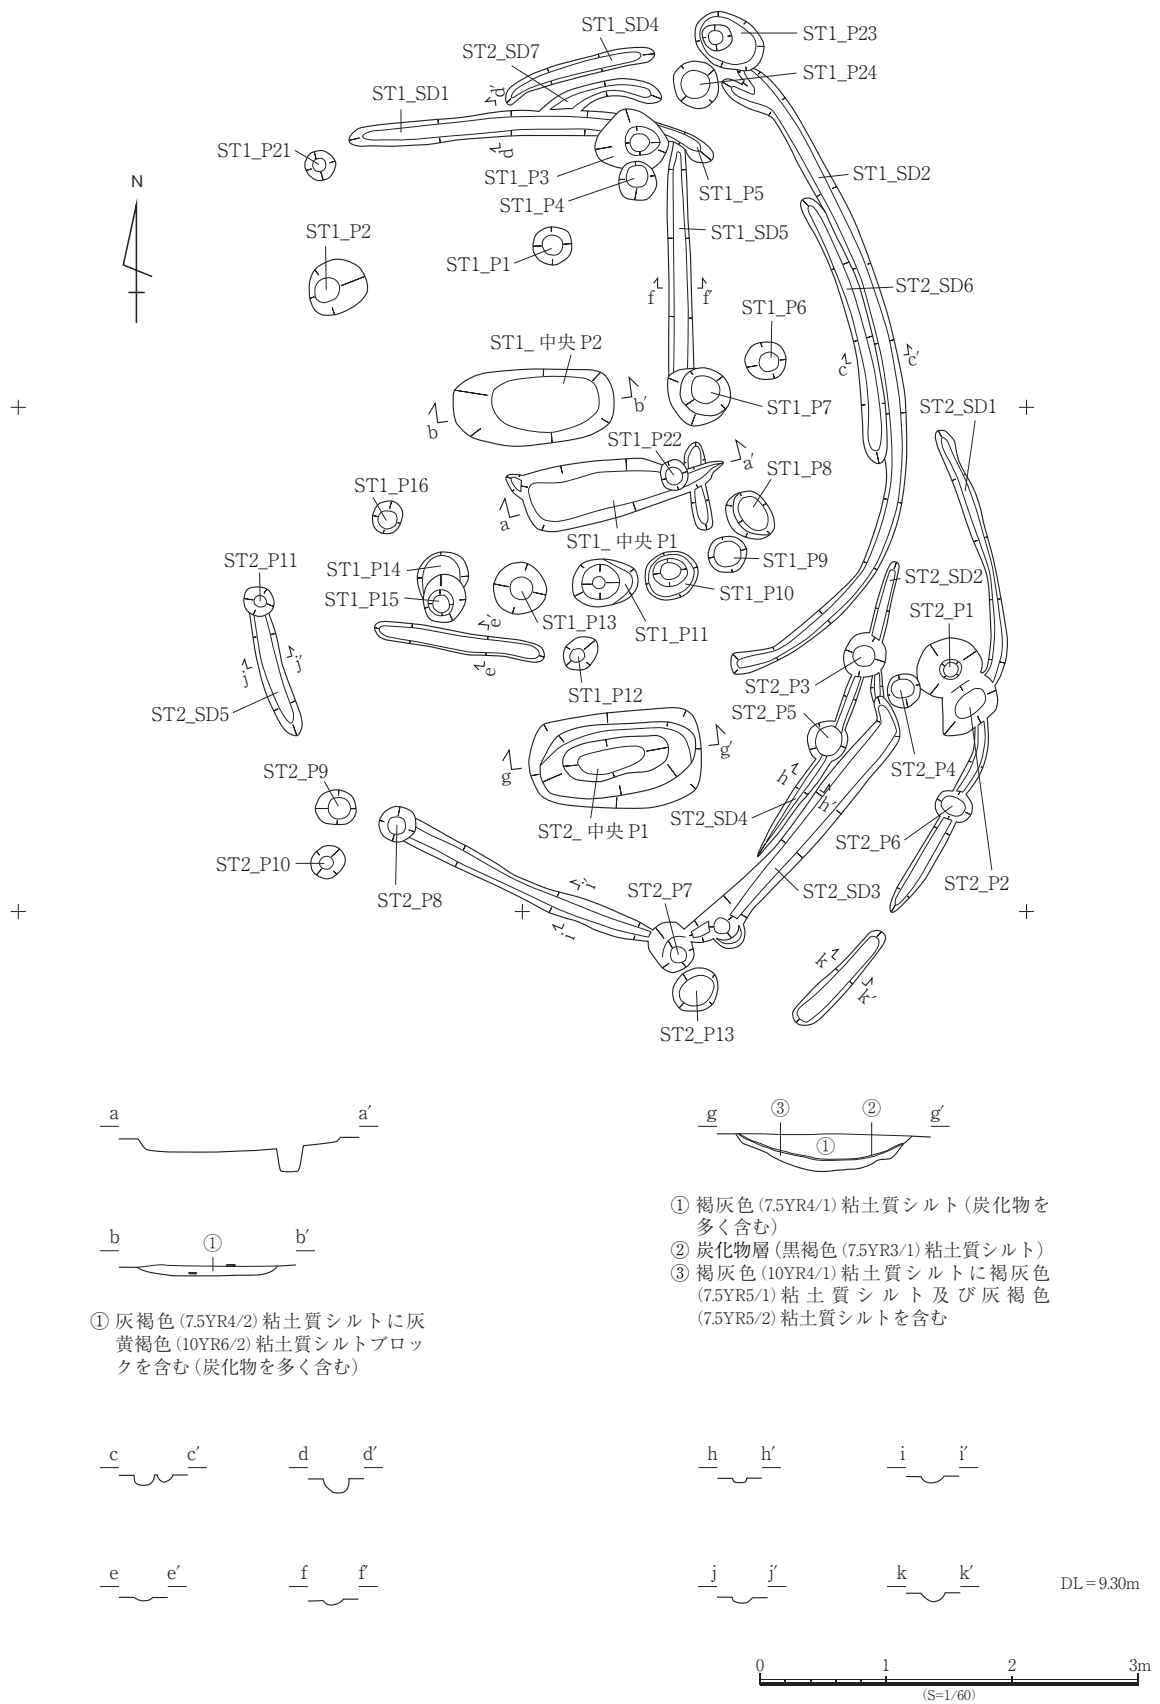 ST1_SD4
ST1_P23
ST2_SD7
ST1_P24
ST1_SD1
d′
ST1_P21
d
ST1_P3
ST1_SD2
ST1_P5
ST1_P4
N
ST1_P2
ST1_SD5
ST1_P1
ST2_SD6
f
f′
ST1_P6
ST1_中央P2
c
c′
b
b′
ST1_P7
ST2_SD1
ST1_P22
a′
ST1_P8
ST1_P16
a
ST1_中央P1
ST2_P11
ST1_P14
ST1_P9
ST2_SD2
ST1_P15
ST1_P10
ST2_P1
e′
ST1_P13
ST1_P11
e
j
j′
ST1_P12
ST2_P3
ST2_SD5
ST2_P5
g
g′
ST2_P4
ST2_P9
h
h′
ST2_SD4
ST2_中央P1
ST2_P6
ST2_P10
ST2_P2
ST2_P8
i′
ST2_P7
ST2_SD3
i
k
k′
ST2_P13
a
a′
g
③
②
g′
①
b
①
b′
① 灰褐色(7.5YR4/2)粘土質シルトに灰
黄褐色(10YR6/2)粘土質シルトブロッ
クを含む(炭化物を多く含む)
① 褐灰色(7.5YR4/1)粘土質シルト(炭化物を
多く含む)
② 炭化物層(黒褐色(7.5YR3/1)粘土質シルト)
③ 褐灰色(10YR4/1)粘土質シルトに褐灰色
(7.5YR5/1)粘土質シルト及び灰褐色
(7.5YR5/2)粘土質シルトを含む
c
c′
d
d′
h
h′
i
i′
e
e′
f
f′
j
j′
k
k′
DL=9.30m
0
1
2
3m
(S=1/60)